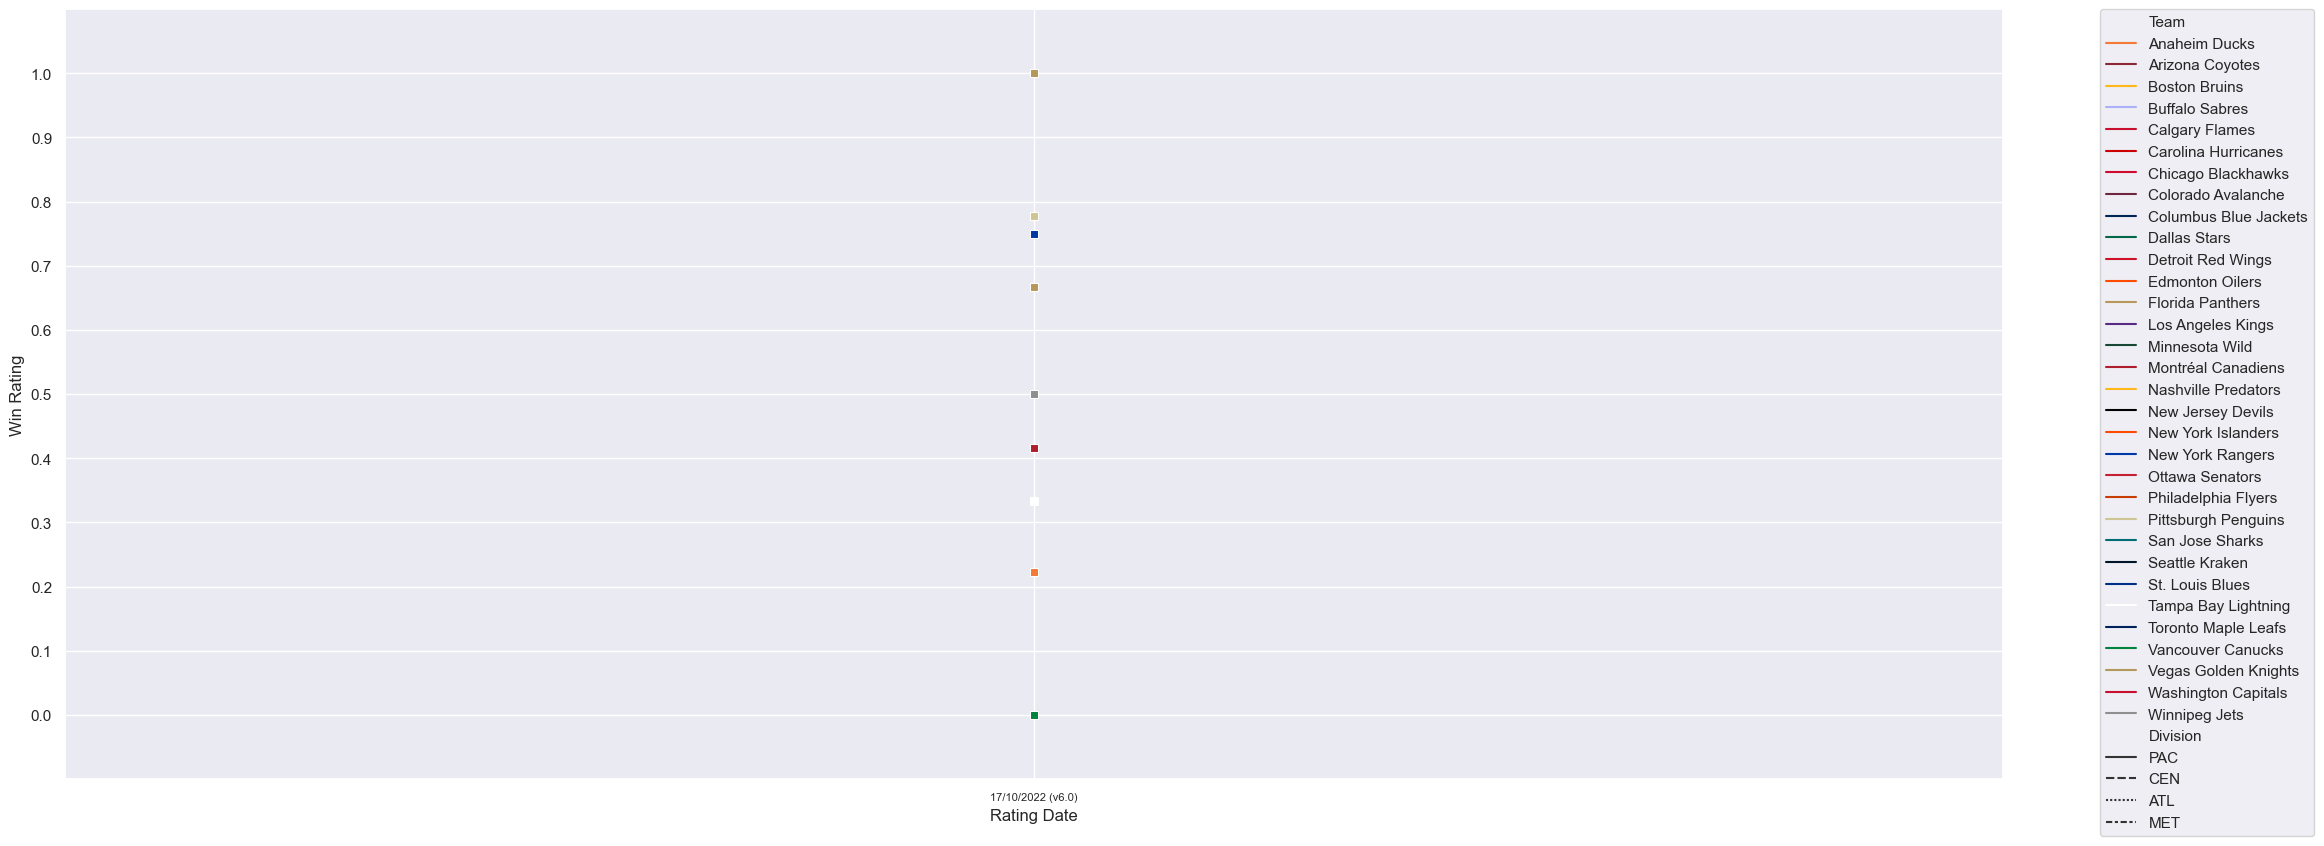 1.0
0.9
0.8
0.7
0.6
0.5
0.4
0.3
0.2
0.1
0.0
Win Rating
17/10/2022 (v6.0)
Rating Date
Team
Anaheim Ducks
Arizona Coyotes
Boston Bruins
Buffalo Sabres
Calgary Flames
Carolina Hurricanes
Chicago Blackhawks
Colorado Avalanche
Columbus Blue Jackets
Dallas Stars
Detroit Red Wings
Edmonton Oilers
Florida Panthers
Los Angeles Kings
Minnesota Wild
Montréal Canadiens
Nashville Predators
New Jersey Devils
New York Islanders
New York Rangers
Ottawa Senators
Philadelphia Flyers
Pittsburgh Penguins
San Jose Sharks
Seattle Kraken
St. Louis Blues
Tampa Bay Lightning
Toronto Maple Leafs
Vancouver Canucks
Vegas Golden Knights
Washington Capitals
Winnipeg Jets
Division
PAC
CEN
ATL
MET